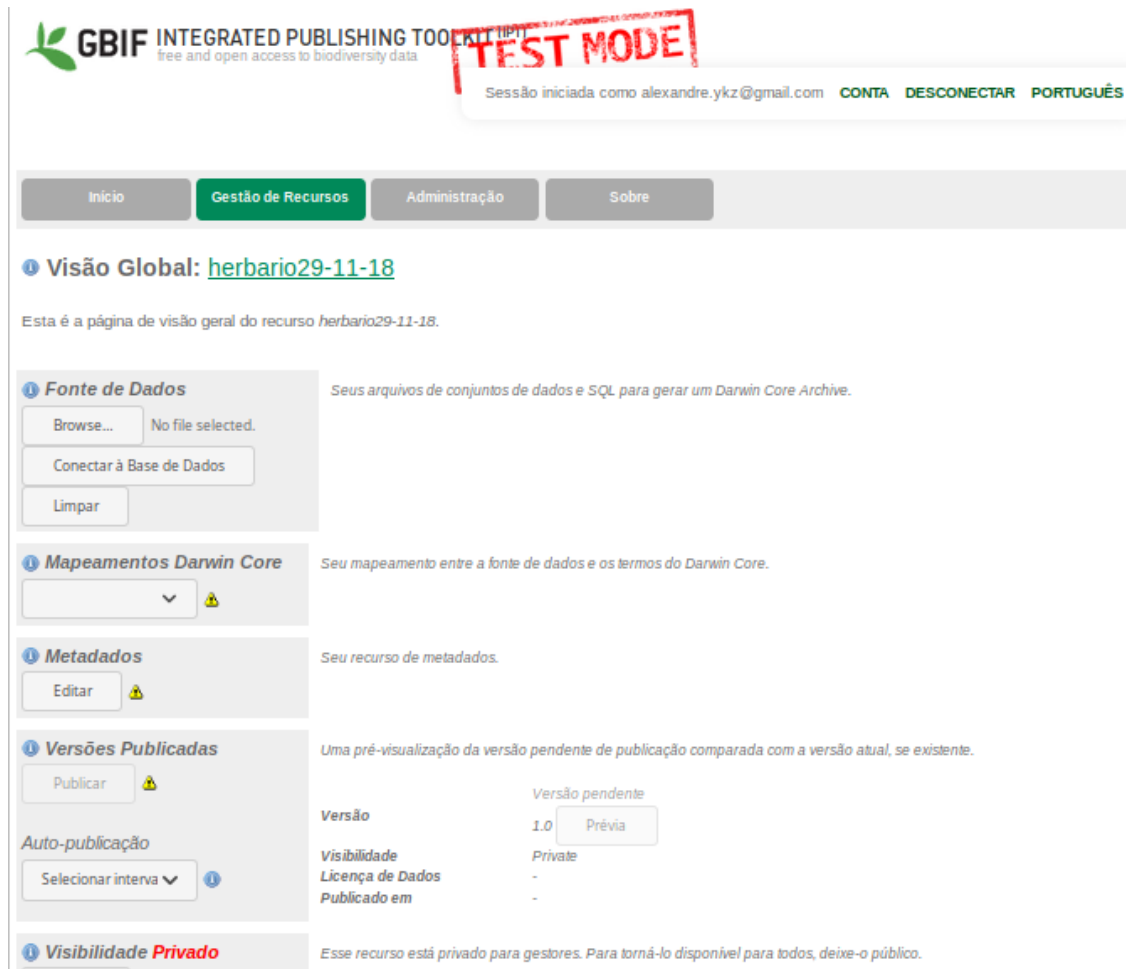 GBIF INTEGRATED PUBLISHING TOOLKIT (IPT)
free and open access to biodiversity data
TEST MODE
Sessão iniciada como alexandre.ykz@gmail.com CONTA DESCONECTAR PORTUGUÊS
Início Gestão de Recursos Administração Sobre
Visão Global: herbario29-11-18
Esta é a página de visão geral do recurso herbario29-11-18.
Fonte de Dados Seus arquivos de conjuntos de dados e SQL para gerar um Darwin Core Archive.
Browse... No file selected.
Conectar à Base de Dados
Limpar
Mapeamentos Darwin Core Seu mapeamento entre a fonte de dados e os termos do Darwin Core.
Metadados Seu recurso de metadados.
Editar
Versões Publicadas Uma pré-visualização da versão pendente de publicação comparada com a versão atual, se existente.
Publicar
Versão pendente
Versão 1.0 Prévia
Auto-publicação
Selecionar interva
Visibilidade Private
Licença de Dados -
Publicado em -
Visibilidade Privado Esse recurso está privado para gestores. Para torná-lo disponível para todos, deixe-o público.